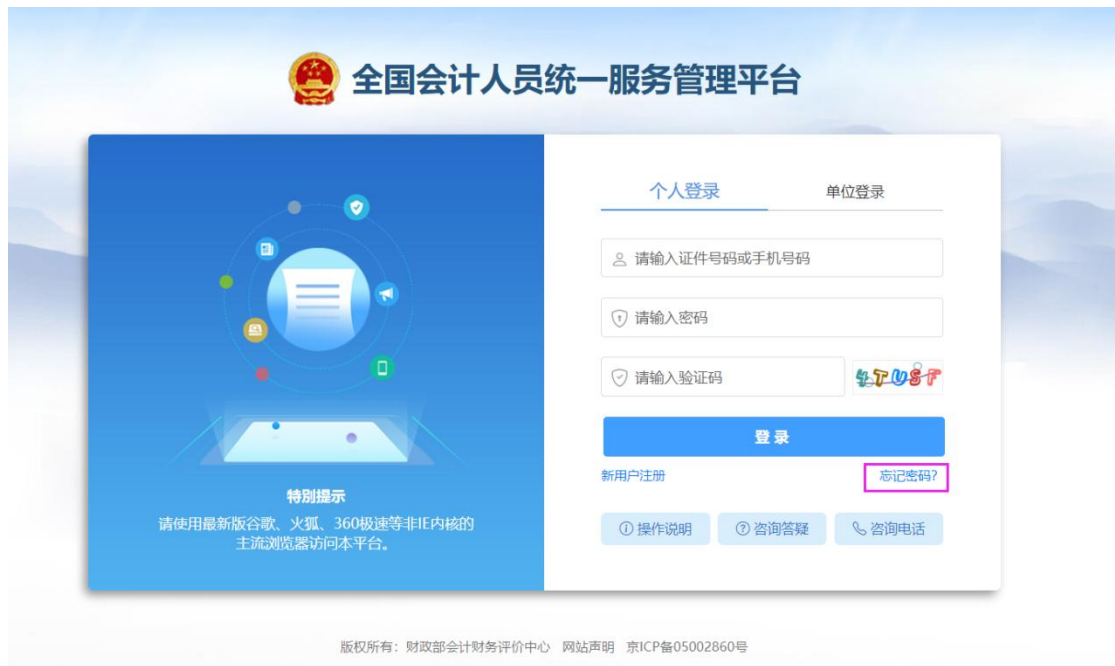 全国会计人员统一服务管理平台
个人登录 单位登录
请输入证件号码或手机号码
请输入密码
请输入验证码 4TUSF
登录
新用户注册 忘记密码?
操作说明 咨询答疑 咨询电话
特别提示
请使用最新版谷歌、火狐、360极速等非IE内核的
主流浏览器访问本平台。
版权所有：财政部会计财务评价中心 网站声明 京ICP备05002860号